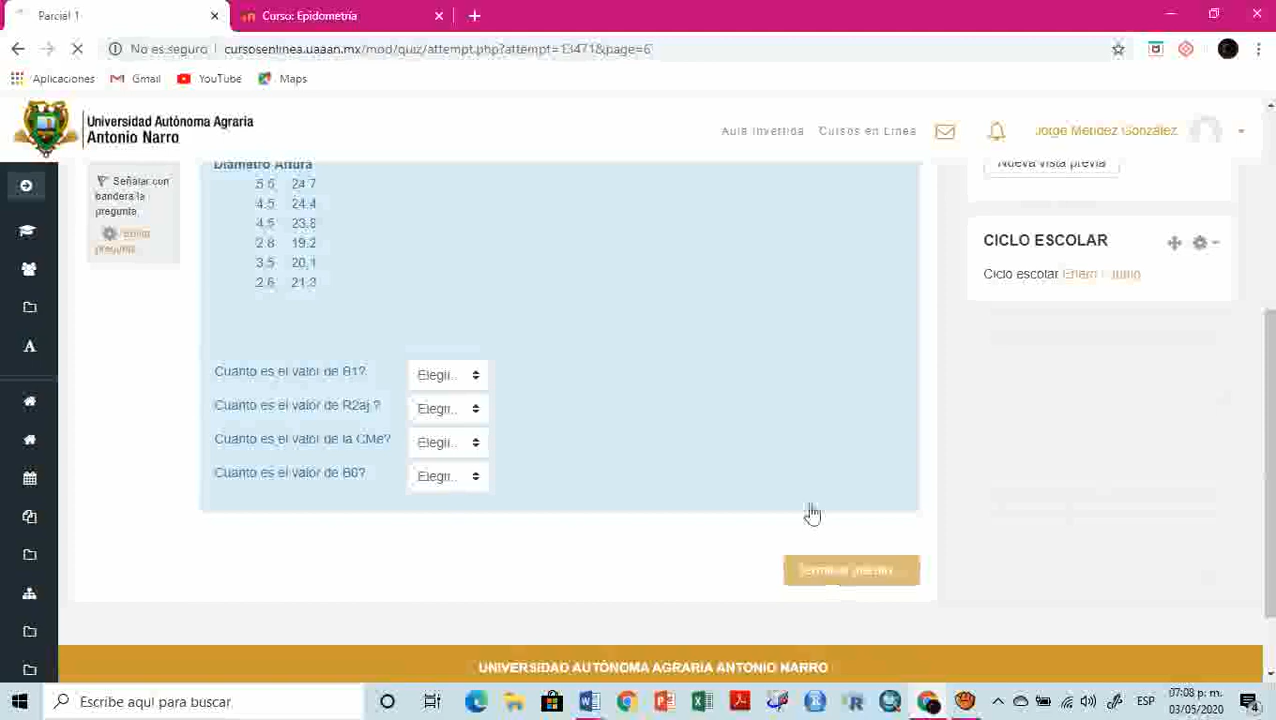 Parcial 1
Curso: Epidometría
No es seguro
cursosenlinea.uaaan.mx/mod/quiz/attempt.php?attempt=13471&page=6
Aplicaciones
Gmail
YouTube
Maps
Universidad Autónoma Agraria
Antonio Narro
Aula Invertida
Cursos en Línea
Jorge Méndez González
Diámetro Altura
Nueva vista previa
Señalar con
bandera la
pregunta
Editar
pregunta
24.7
4.5 24.4
4.5 23.8
2.8 19.2
3.5 20.1
2.6 21.3
CICLO ESCOLAR
Ciclo escolar Enero - Junio
Cuanto es el valor de B1?
Elegir...
Cuanto es el valor de R2aj ?
Elegir...
Cuanto es el valor de la CMe?
Elegir...
Cuanto es el valor de B0?
Elegir...
UNIVERSIDAD AUTÓNOMA AGRARIA ANTONIO NARRO
Escribe aquí para buscar.
ESP
07:08 p. m.
03/05/2020